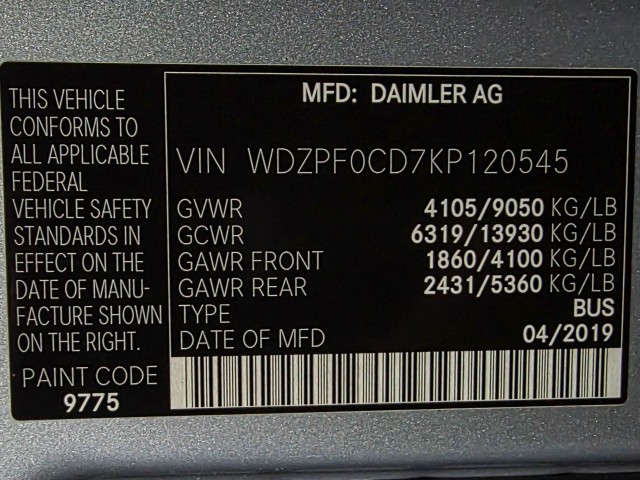 THIS VEHICLE
CONFORMS TO
ALL APPLICABLE
FEDERAL
VEHICLE SAFETY
STANDARDS IN
EFFECT ON THE
DATE OF MANU-
FACTURE SHOWN
ON THE RIGHT.
PAINT CODE
9775
MFD: DAIMLER AG
VIN WDZPF0CD7KP120545
GVWR 4105/9050 KG/LB
GCWR 6319/13930 KG/LB
GAWR FRONT 1860/4100 KG/LB
GAWR REAR 2431/5360 KG/LB
TYPE BUS
DATE OF MFD 04/2019